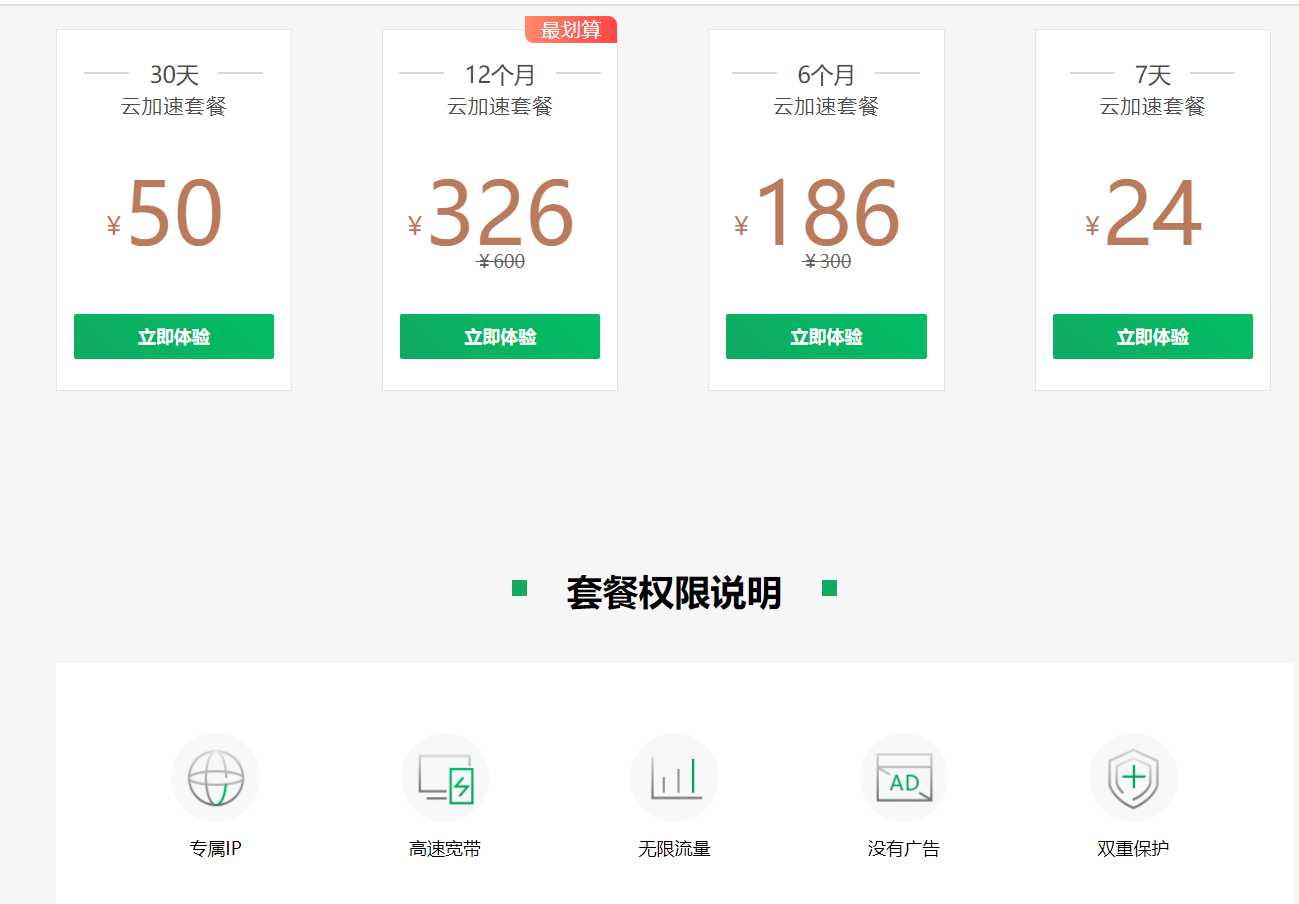 30天
云加速套餐
¥50
立即体验
最划算
12个月
云加速套餐
¥326
¥600
立即体验
6个月
云加速套餐
¥186
¥300
立即体验
7天
云加速套餐
¥24
立即体验
套餐权限说明
专属IP
高速宽带
无限流量
AD
没有广告
双重保护